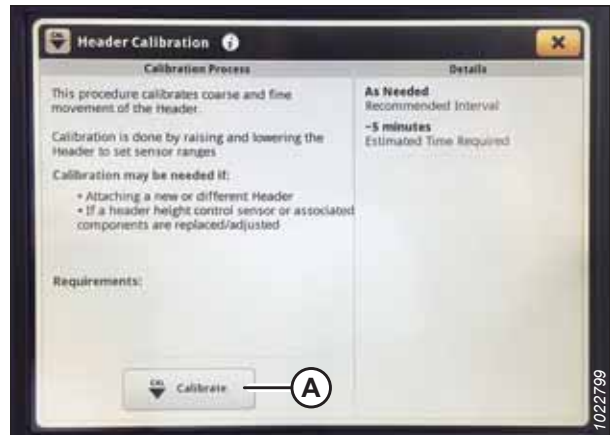 CAL
Header Calibration i
Calibration Process
Details
This procedure calibrates coarse and fine
movement of the Header.
Calibration is done by raising and lowering the
Header to set sensor ranges
Calibration may be needed if:
• Attaching a new or different Header
• If a header height control sensor or associated
components are replaced/adjusted
Requirements:
As Needed
Recommended Interval
~5 minutes
Estimated Time Required
CAL
Calibrate
A
1022799